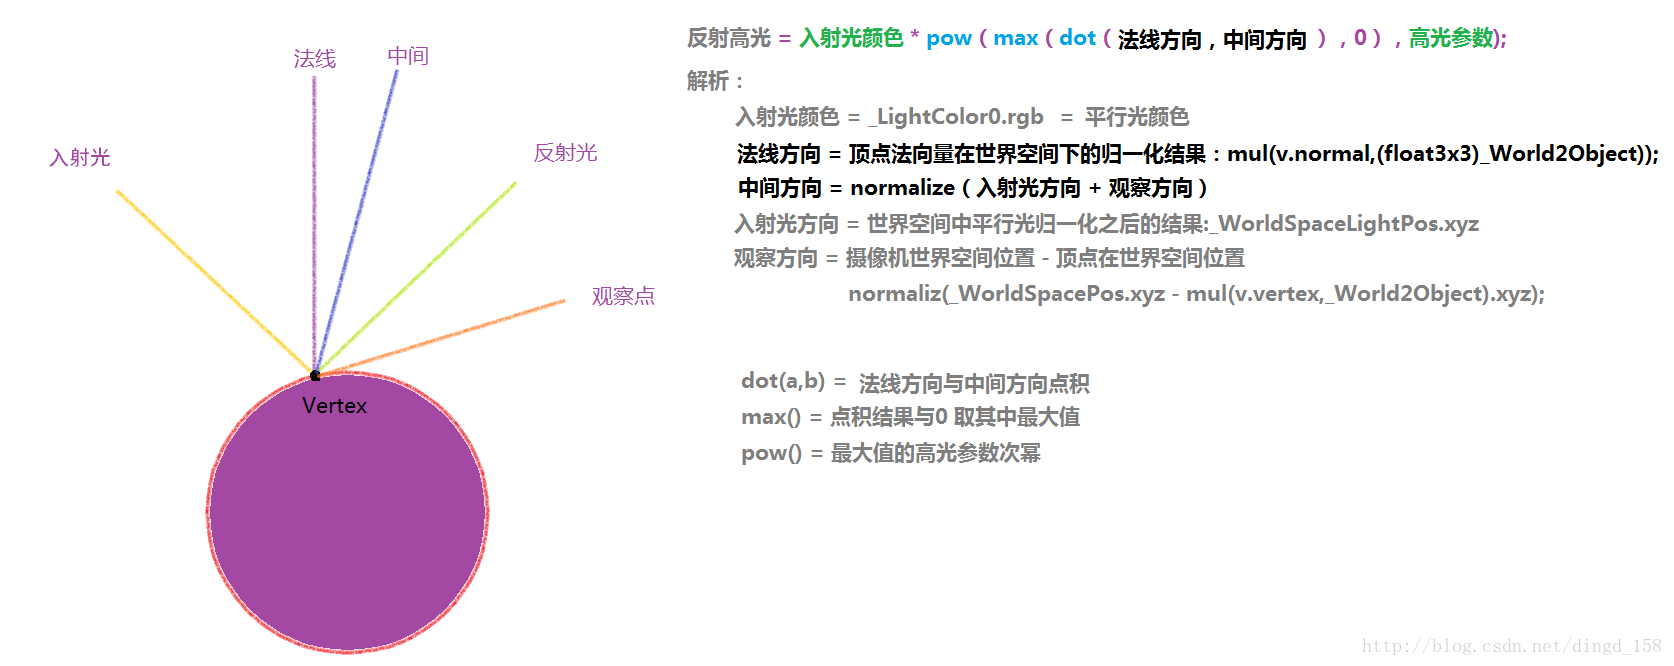 反射高光 = 入射光颜色 * pow ( max ( dot ( 法线方向 , 中间方向 ) , 0 ) , 高光参数);
解析 :
入射光颜色 = _LightColor0.rgb = 平行光颜色
法线方向 = 顶点法向量在世界空间下的归一化结果 : mul(v.normal,(float3x3)_World2Object));
中间方向 = normalize ( 入射光方向 + 观察方向 )
入射光方向 = 世界空间中平行光归一化之后的结果:_WorldSpaceLightPos.xyz
观察方向 = 摄像机世界空间位置 - 顶点在世界空间位置
normaliz(_WorldSpacePos.xyz - mul(v.vertex,_World2Object).xyz);
dot(a,b) = 法线方向与中间方向点积
max() = 点积结果与0 取其中最大值
pow() = 最大值的高光参数次幂
法线
中间
入射光
反射光
观察点
Vertex
http://blog.csdn.net/dingd_158